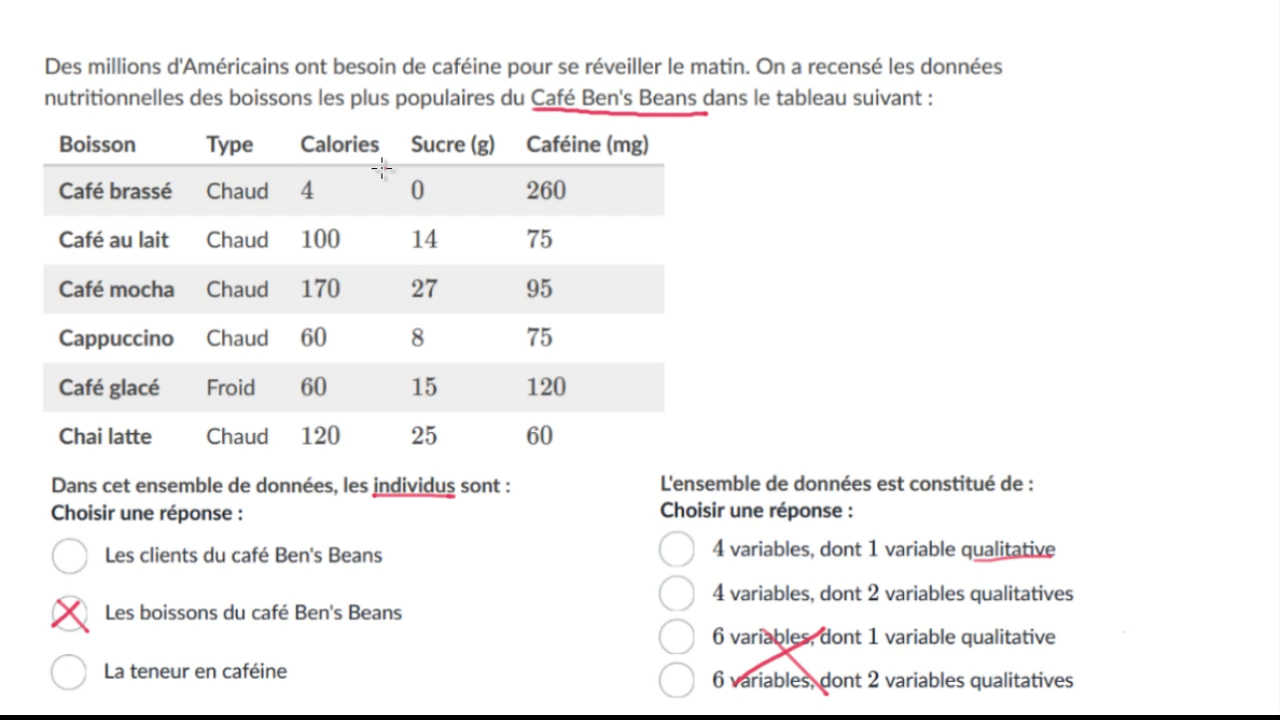 Des millions d'Américains ont besoin de caféine pour se réveiller le matin. On a recensé les données
nutritionnelles des boissons les plus populaires du Café Ben's Beans dans le tableau suivant :
Boisson Type Calories Sucre (g) Caféine (mg)
Café brassé Chaud 4 0 260
Café au lait Chaud 100 14 75
Café mocha Chaud 170 27 95
Cappuccino Chaud 60 8 75
Café glacé Froid 60 15 120
Chai latte Chaud 120 25 60
Dans cet ensemble de données, les individus sont :
Choisir une réponse :
Les clients du café Ben's Beans
Les boissons du café Ben's Beans
La teneur en caféine
L'ensemble de données est constitué de :
Choisir une réponse :
4 variables, dont 1 variable qualitative
4 variables, dont 2 variables qualitatives
6 variables, dont 1 variable qualitative
6 variables, dont 2 variables qualitatives